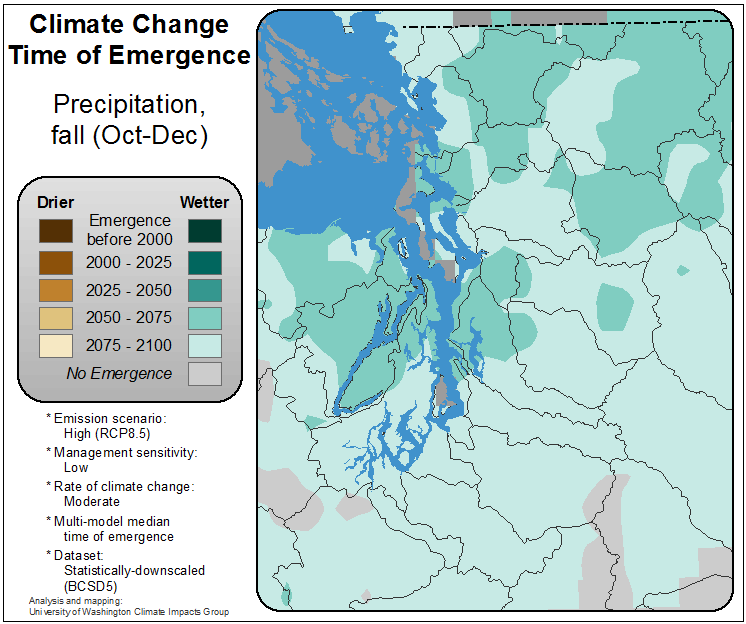 Climate Change
Time of Emergence
Precipitation,
fall (Oct-Dec)
Drier
Wetter
Emergence
before 2000
2000 - 2025
2025 - 2050
2050 - 2075
2075 - 2100
No Emergence
* Emission scenario:
High (RCP8.5)
* Management sensitivity:
Low
* Rate of climate change:
Moderate
* Multi-model median
time of emergence
* Dataset:
Statistically-downscaled
(BCSD5)
Analysis and mapping:
University of Washington Climate Impacts Group